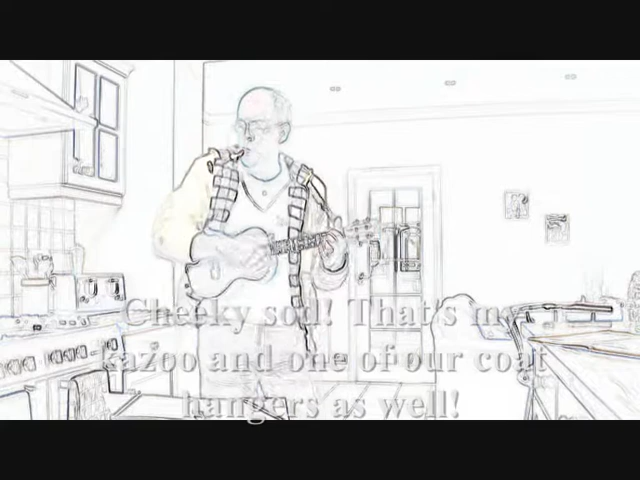 Cheeky sod! That's my
kazoo and one of our coat
hangers as well!